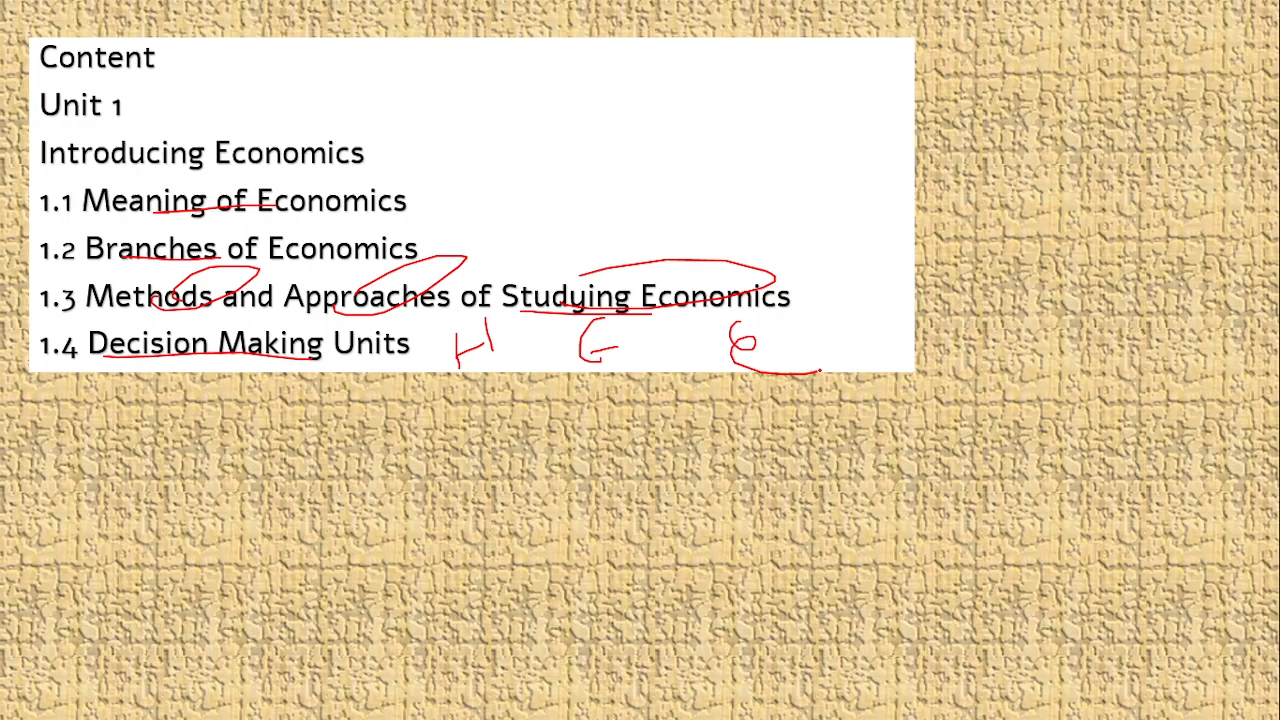 Content
Unit 1
Introducing Economics
1.1 Meaning of Economics
1.2 Branches of Economics
1.3 Methods and Approaches of Studying Economics
1.4 Decision Making Units H